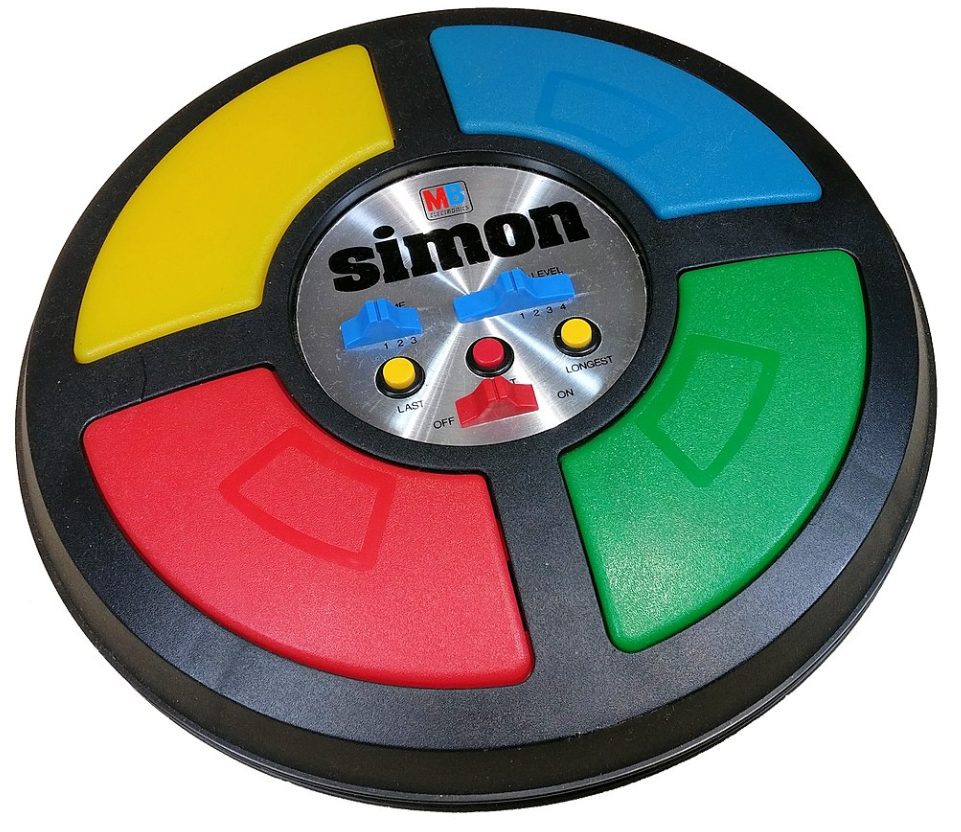 MB
ELECTRONICS
simon
LEVEL
1 2 3
1 2 3 4
LAST
LONGEST
OFF
ON